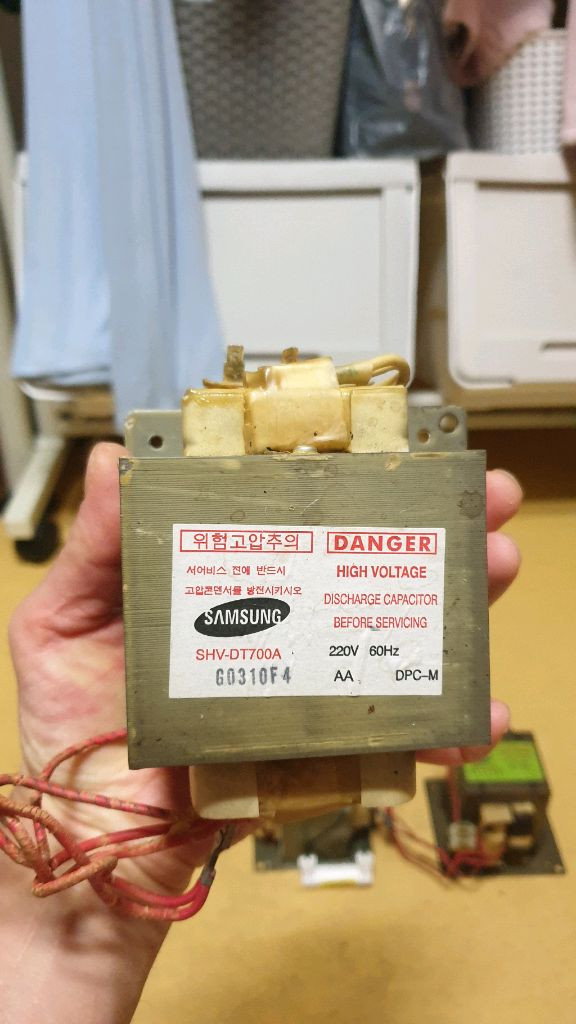 위험고압주의
DANGER
서어비스 전에 반드시
고압콘덴서를 방전시키시오
HIGH VOLTAGE
DISCHARGE CAPACITOR
BEFORE SERVICING
SAMSUNG
SHV-DT700A
220V 60Hz
G0310F4
AA DPC-M